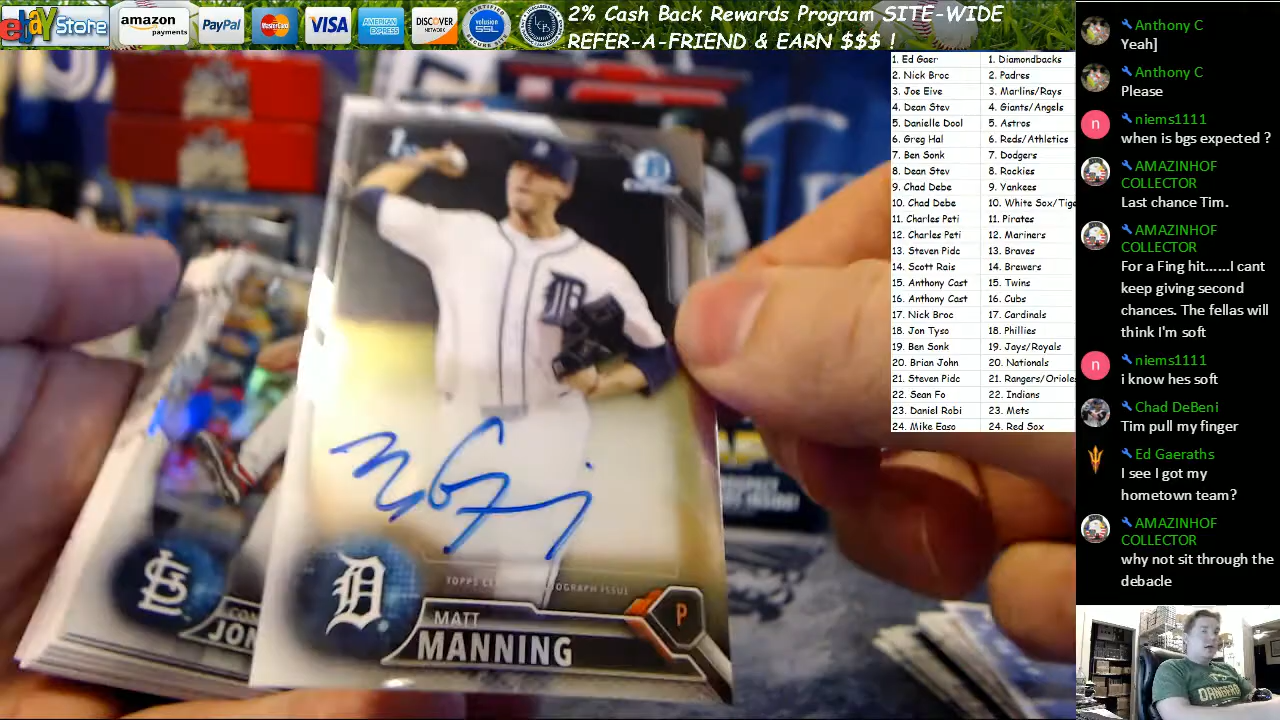 ebay Store
amazon
payments
PayPal
MasterCard
VISA
AMERICAN
EXPRESS
DISCOVER
NETWORK
2% Cash Back Rewards Program SITE-WIDE
REFER-A-FRIEND & EARN $$$ !
1. Ed Gaer 1. Diamondbacks
2. Nick Broc 2. Padres
3. Joe Eive 3. Marlins/Rays
4. Dean Stev 4. Giants/Angels
5. Danielle Dool 5. Astros
6. Greg Hal 6. Reds/Athletics
7. Ben Sonk 7. Dodgers
8. Dean Stev 8. Rockies
9. Chad Debe 9. Yankees
10. Chad Debe 10. White Sox/Tige
11. Charles Peti 11. Pirates
12. Charles Peti 12. Mariners
13. Steven Pidc 13. Braves
14. Scott Rais 14. Brewers
15. Anthony Cast 15. Twins
16. Anthony Cast 16. Cubs
17. Nick Broc 17. Cardinals
18. Jon Tyso 18. Phillies
19. Ben Sonk 19. Jays/Royals
20. Brian John 20. Nationals
21. Steven Pidc 21. Rangers/Oriole
22. Sean Fo 22. Indians
23. Daniel Robi 23. Mets
24. Mike Easo 24. Red Sox
Anthony C
Yeah]
Anthony C
Please
n niems1111
when is bgs expected ?
AMAZINHOF
COLLECTOR
Last chance Tim.
AMAZINHOF
COLLECTOR
For a Fing hit......I cant
keep giving second
chances. The fellas will
think I'm soft
n niems1111
i know hes soft
Chad DeBeni
Tim pull my finger
Ed Gaeraths
I see I got my
hometown team?
AMAZINHOF
COLLECTOR
why not sit through the
debacle
D
MATT
MANNING
P
STL
JON